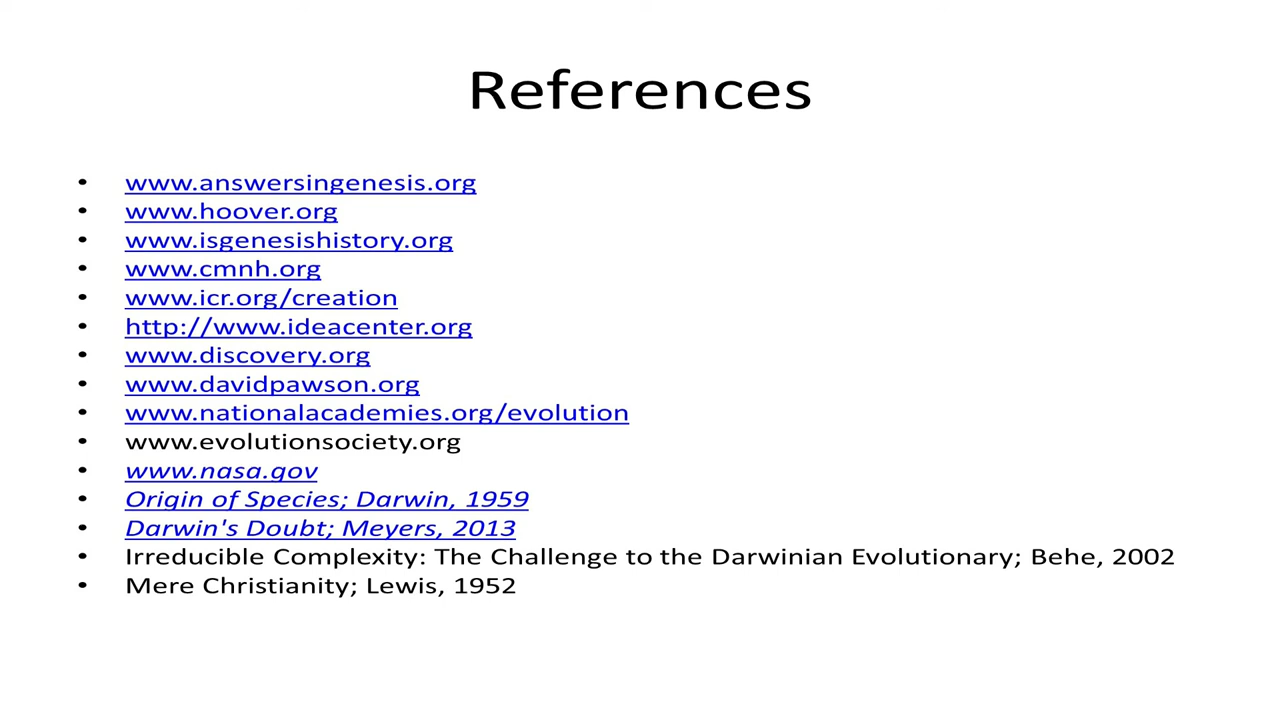 References
• www.answersingenesis.org
• www.hoover.org
• www.isgenesishistory.org
• www.cmnh.org
• www.icr.org/creation
• http://www.ideacenter.org
• www.discovery.org
• www.davidpawson.org
• www.nationalacademies.org/evolution
• www.evolutionsociety.org
• www.nasa.gov
• Origin of Species; Darwin, 1959
• Darwin's Doubt; Meyers, 2013
• Irreducible Complexity: The Challenge to the Darwinian Evolutionary; Behe, 2002
• Mere Christianity; Lewis, 1952